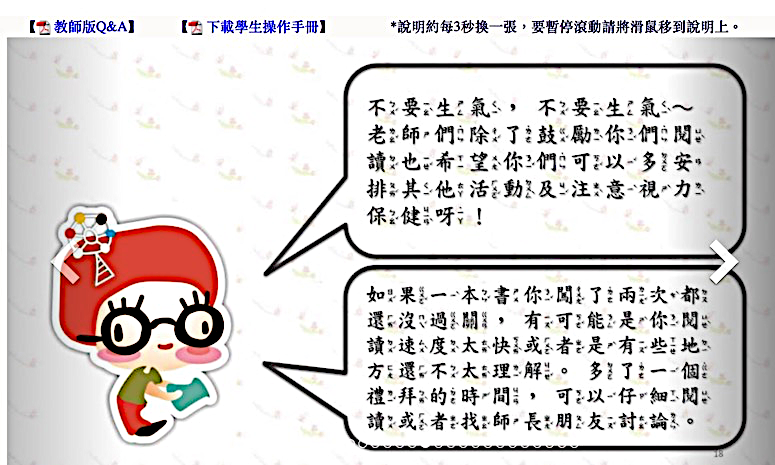 【教師版Q&A】 【下載學生操作手冊】 *說明約每3秒換一張，要暫停滾動請將滑鼠移到說明上。
不要生氣， 不要生氣～
老師們除了鼓勵你們閱
讀也希望你們可以多安
排其他活動及注意視力
保健呀！
如果一本書你闖了兩次都
還沒過關，有可能是你閱
讀速度太快或者是有些地
方還不太理解。多了一個
禮拜的時間，可以仔細閱
讀或者找師長朋友討論。
18